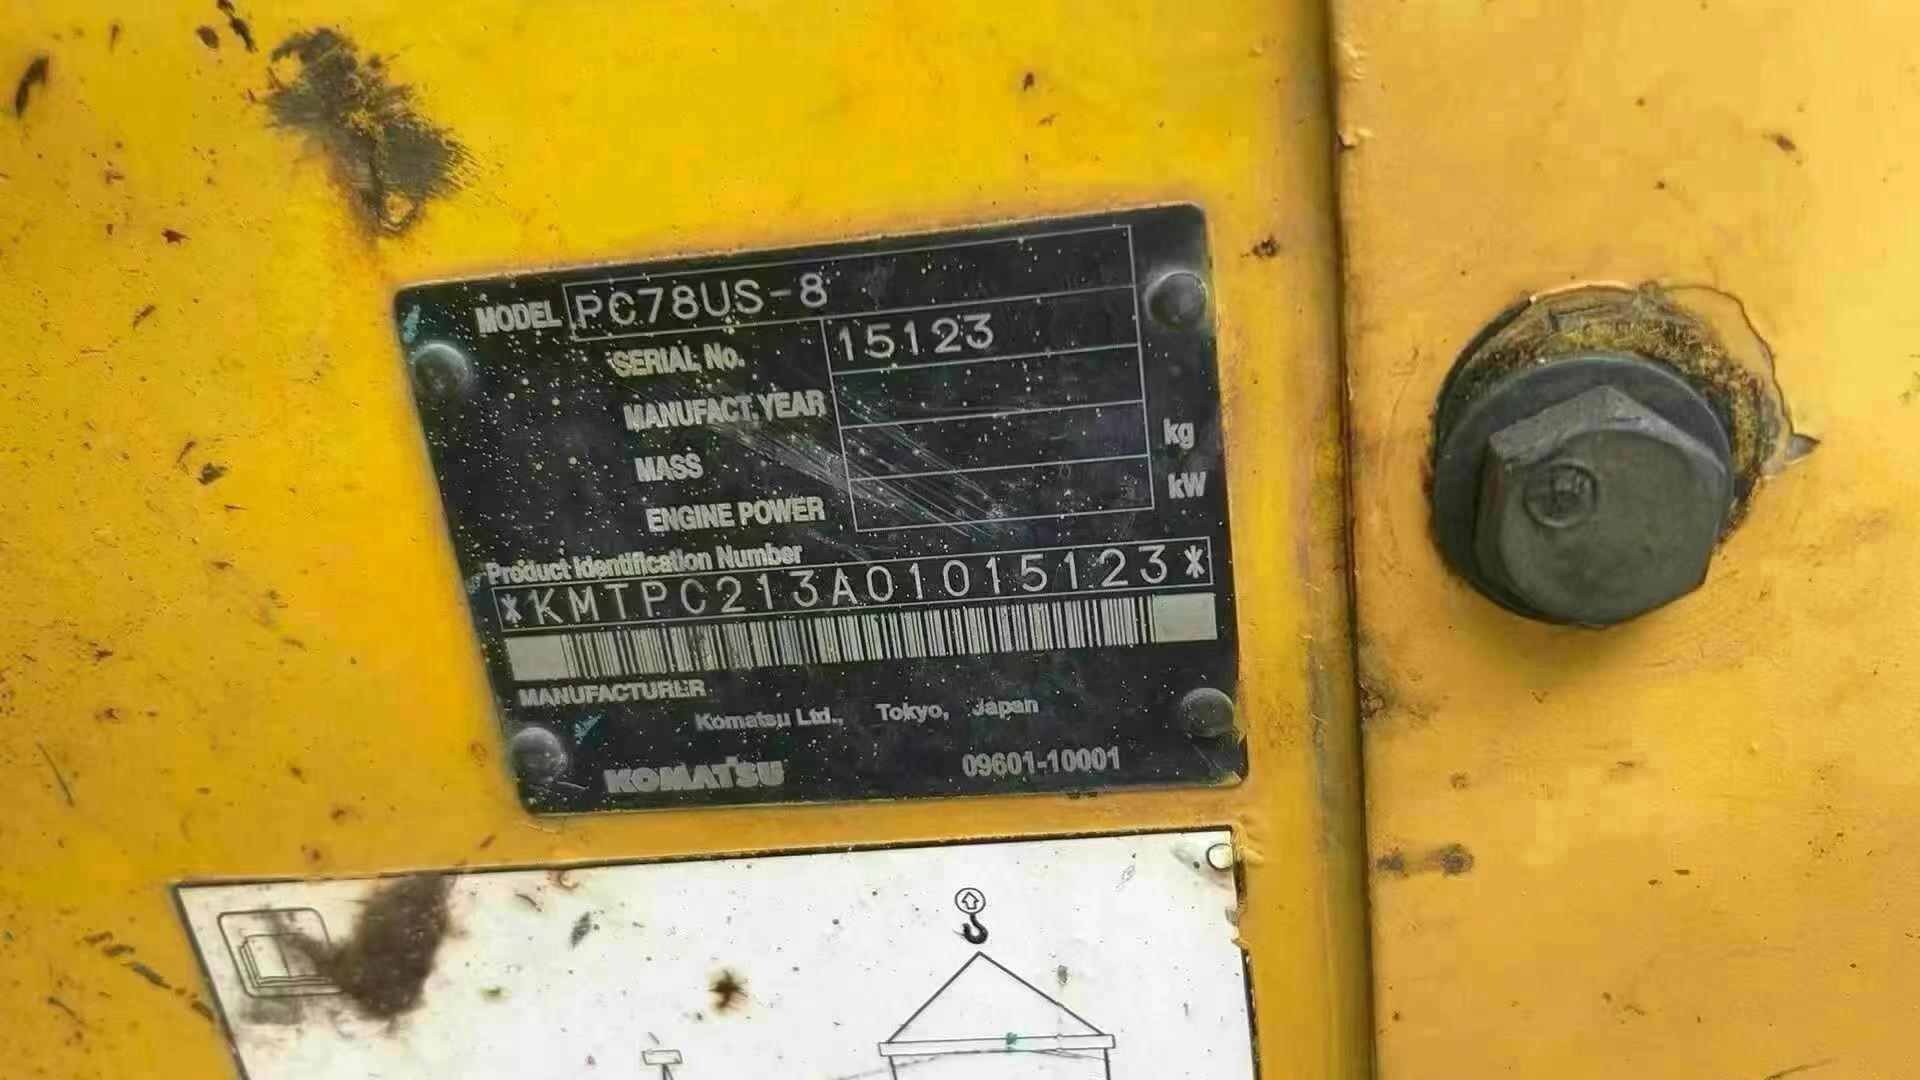 MODEL PC78US-8
SERIAL No. 15123
MANUFACT. YEAR
MASS kg
ENGINE POWER kW
Product Identification Number
*KMTPC213A01015123*
MANUFACTURER
Komatsu Ltd., Tokyo, Japan
KOMATSU 09601-10001